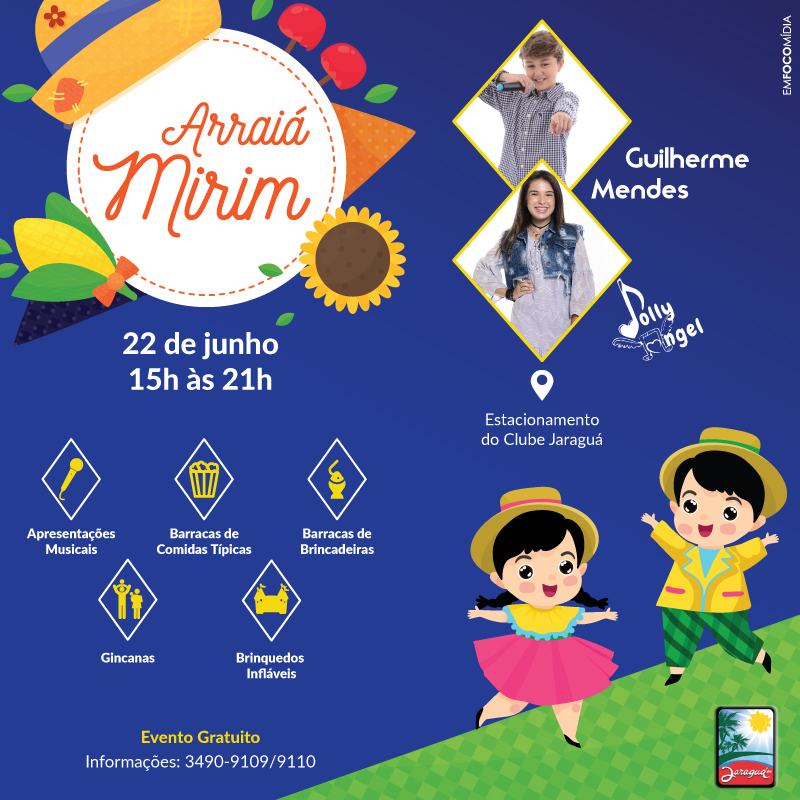 EMFOCOMÍDIA
Arraiá
Mirim
Guilherme
Mendes
Jolly
Angel
22 de junho
15h às 21h
Estacionamento
do Clube Jaraguá
Apresentações
Musicais
Barracas de
Comidas Típicas
Barracas de
Brincadeiras
Gincanas
Brinquedos
Infláveis
Evento Gratuito
Informações: 3490-9109/9110
Jaraguá